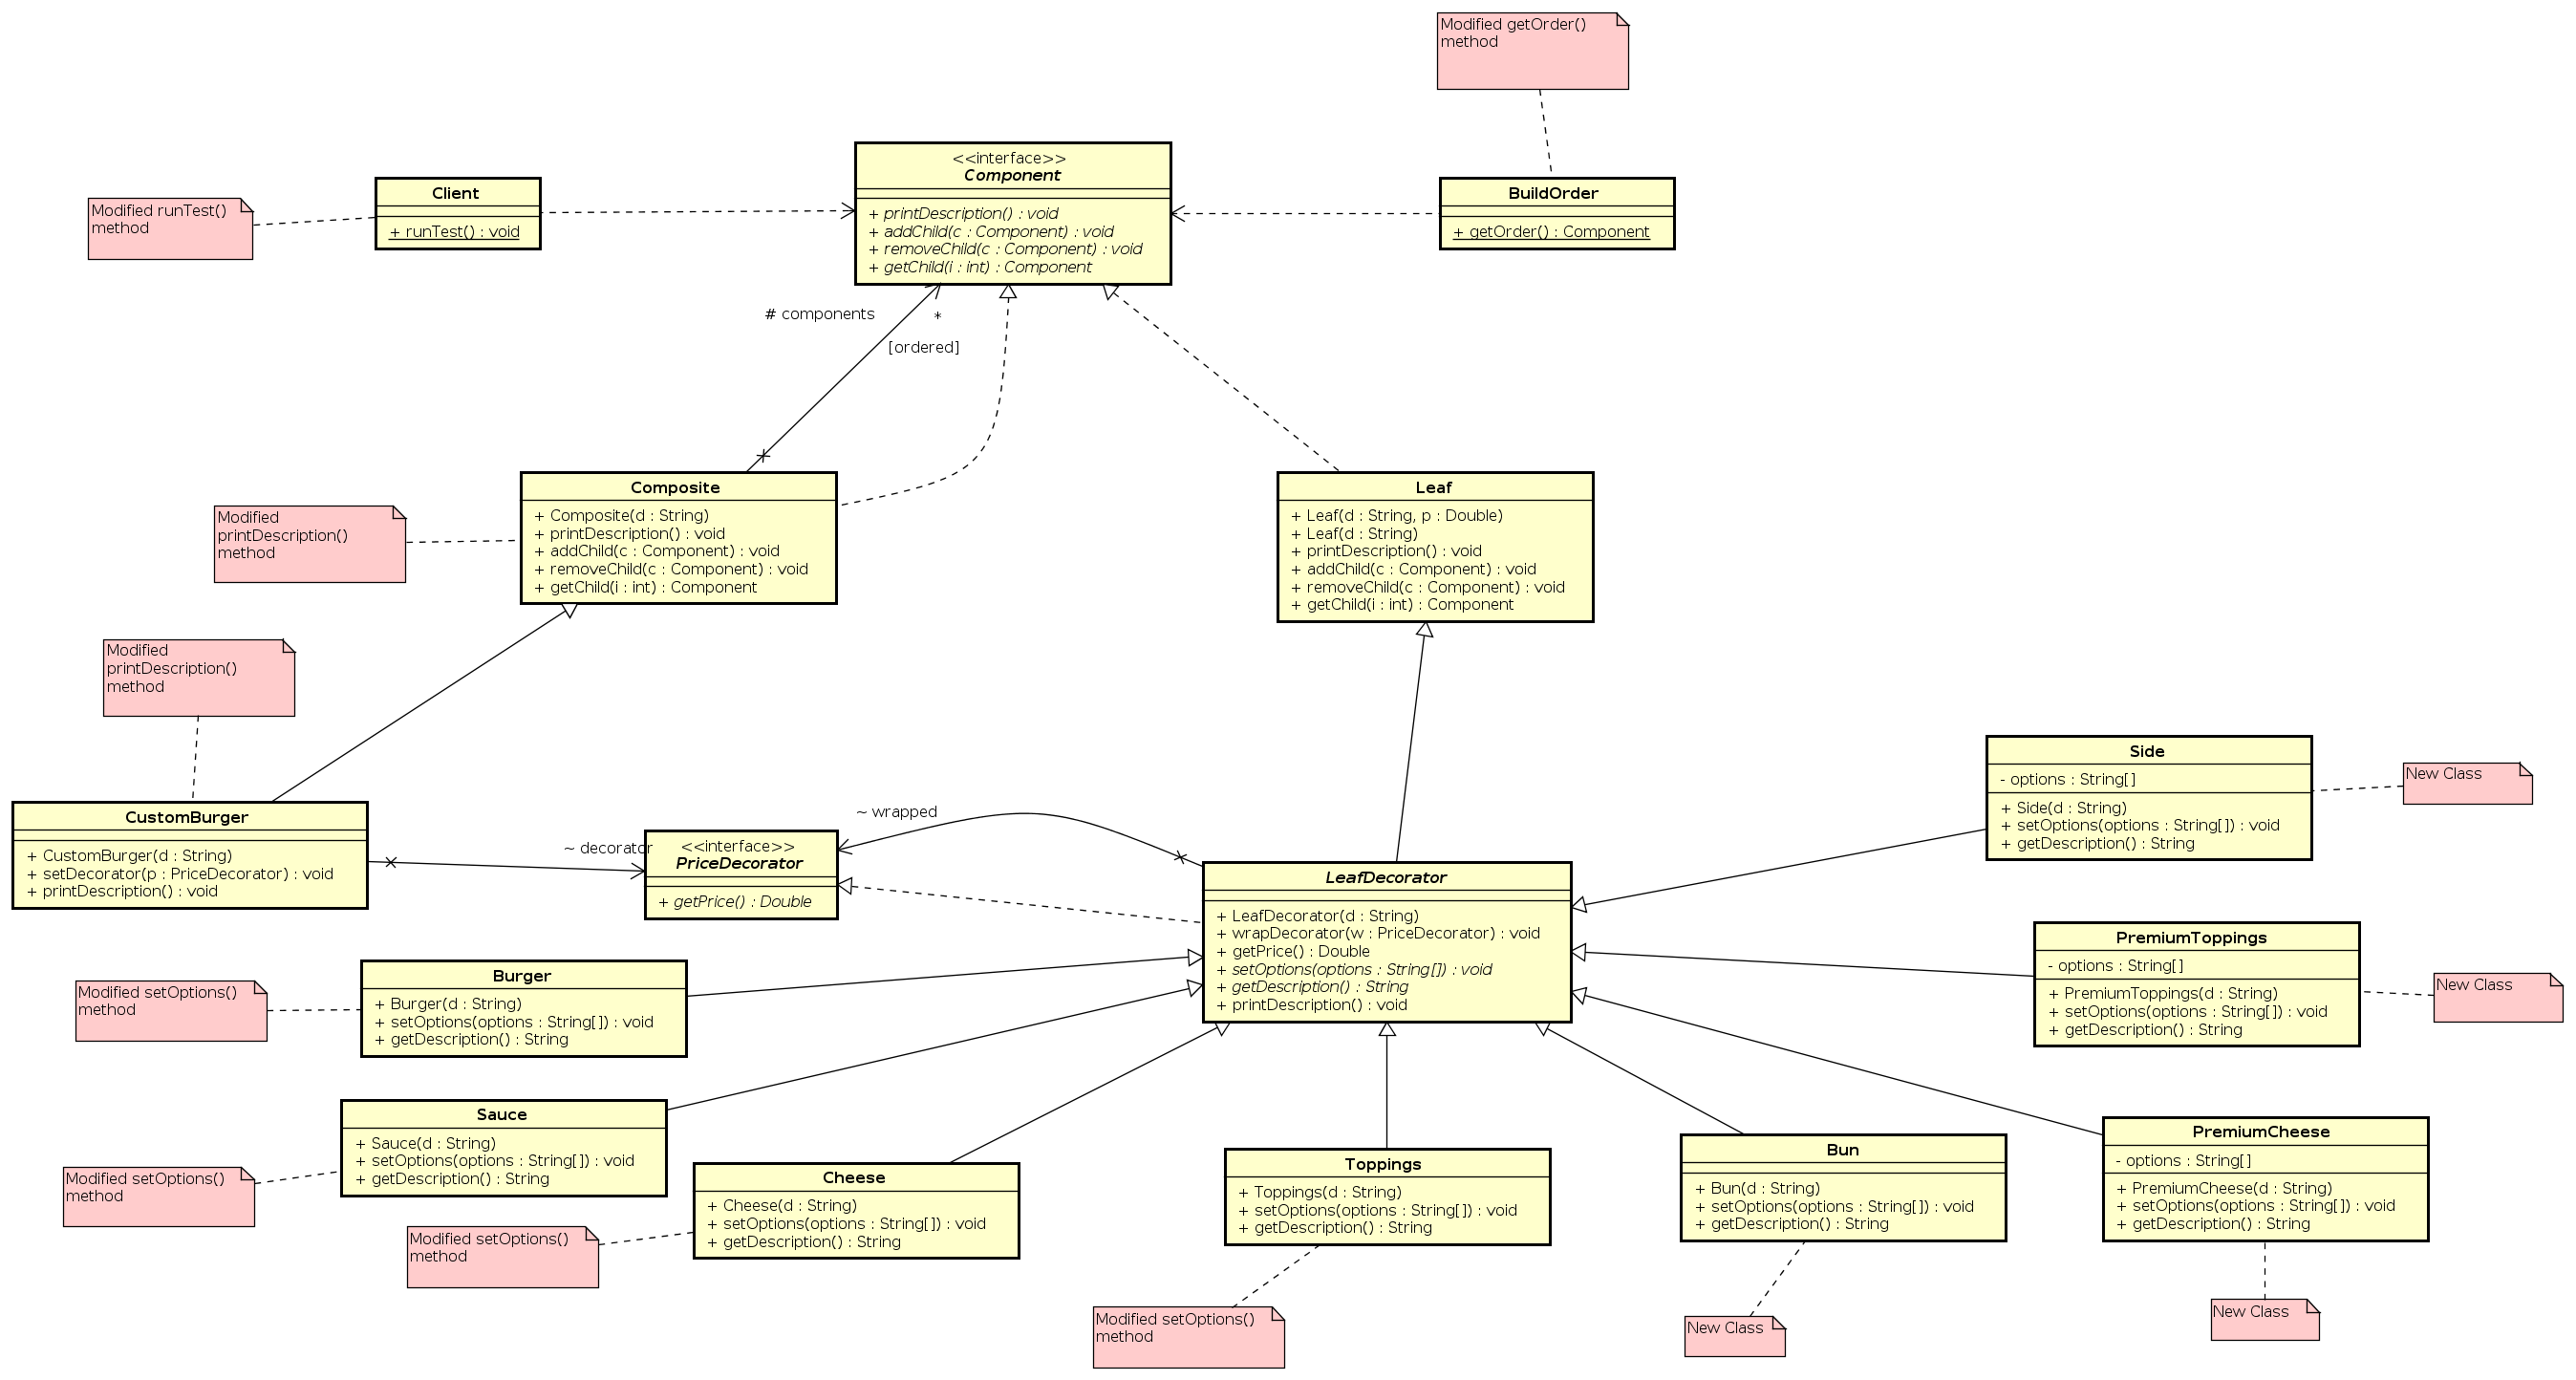 Modified getOrder()
method
<<interface>>
Component
+ printDescription() : void
+ addChild(c : Component) : void
+ removeChild(c : Component) : void
+ getChild(i : int) : Component
Client
+ runTest() : void
BuildOrder
+ getOrder() : Component
Modified runTest()
method
# components
*
[ordered]
Composite
+ Composite(d : String)
+ printDescription() : void
+ addChild(c : Component) : void
+ removeChild(c : Component) : void
+ getChild(i : int) : Component
Leaf
+ Leaf(d : String, p : Double)
+ Leaf(d : String)
+ printDescription() : void
+ addChild(c : Component) : void
+ removeChild(c : Component) : void
+ getChild(i : int) : Component
Modified
printDescription()
method
Modified
printDescription()
method
CustomBurger
+ CustomBurger(d : String)
+ setDecorator(p : PriceDecorator) : void
+ printDescription() : void
~ decorator
~ wrapped
<<interface>>
PriceDecorator
+ getPrice() : Double
LeafDecorator
+ LeafDecorator(d : String)
+ wrapDecorator(w : PriceDecorator) : void
+ getPrice() : Double
+ setOptions(options : String[]) : void
+ getDescription() : String
+ printDescription() : void
Side
- options : String[]
+ Side(d : String)
+ setOptions(options : String[]) : void
+ getDescription() : String
New Class
PremiumToppings
- options : String[]
+ PremiumToppings(d : String)
+ setOptions(options : String[]) : void
+ getDescription() : String
New Class
Burger
+ Burger(d : String)
+ setOptions(options : String[]) : void
+ getDescription() : String
Modified setOptions()
method
Sauce
+ Sauce(d : String)
+ setOptions(options : String[]) : void
+ getDescription() : String
Modified setOptions()
method
Cheese
+ Cheese(d : String)
+ setOptions(options : String[]) : void
+ getDescription() : String
Modified setOptions()
method
Toppings
+ Toppings(d : String)
+ setOptions(options : String[]) : void
+ getDescription() : String
Modified setOptions()
method
Bun
+ Bun(d : String)
+ setOptions(options : String[]) : void
+ getDescription() : String
New Class
PremiumCheese
- options : String[]
+ PremiumCheese(d : String)
+ setOptions(options : String[]) : void
+ getDescription() : String
New Class